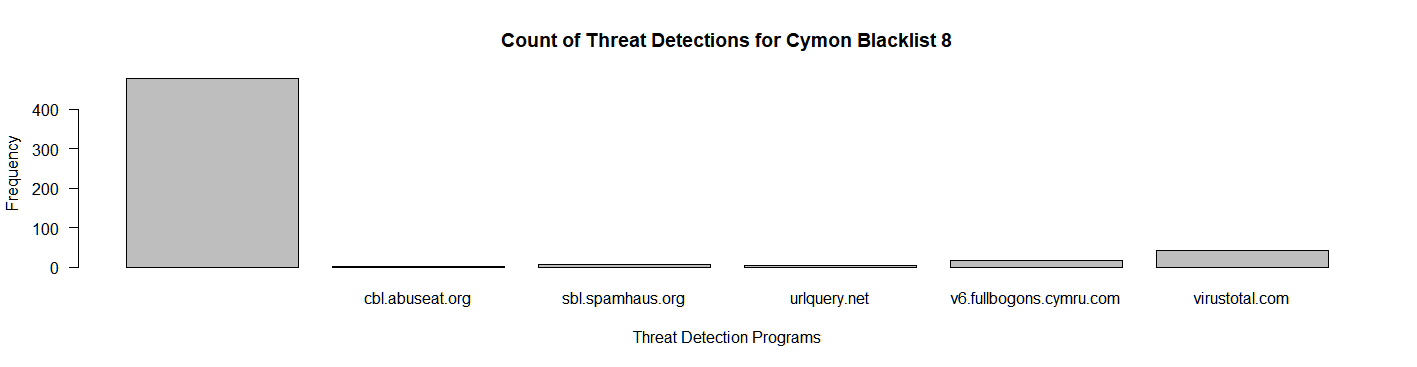 Count of Threat Detections for Cymon Blacklist 8
Frequency
400
300
200
100
0
cbl.abuseat.org
sbl.spamhaus.org
urlquery.net
v6.fullbogons.cymru.com
virustotal.com
Threat Detection Programs